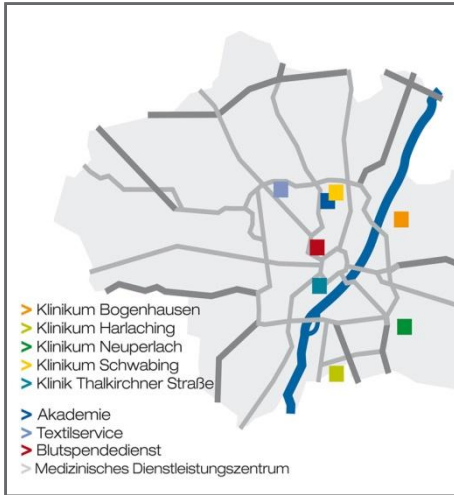 > Klinikum Bogenhausen
> Klinikum Harlaching
> Klinikum Neuperlach
> Klinikum Schwabing
> Klinik Thalkirchner Straße
> Akademie
> Textilservice
> Blutspendedienst
> Medizinisches Dienstleistungszentrum